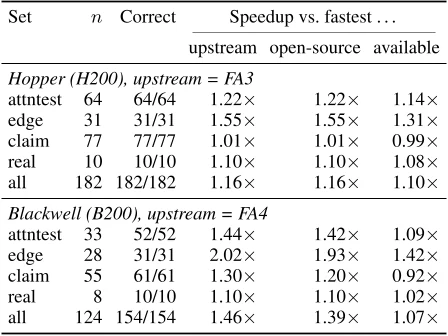 Set n Correct Speedup vs. fastest . . .
upstream open-source available
Hopper (H200), upstream = FA3
attntest 64 64/64 1.22× 1.22× 1.14×
edge 31 31/31 1.55× 1.55× 1.31×
claim 77 77/77 1.01× 1.01× 0.99×
real 10 10/10 1.10× 1.10× 1.08×
all 182 182/182 1.16× 1.16× 1.10×
Blackwell (B200), upstream = FA4
attntest 33 52/52 1.44× 1.42× 1.09×
edge 28 31/31 2.02× 1.93× 1.42×
claim 55 61/61 1.30× 1.20× 0.92×
real 8 10/10 1.10× 1.10× 1.02×
all 124 154/154 1.46× 1.39× 1.07×